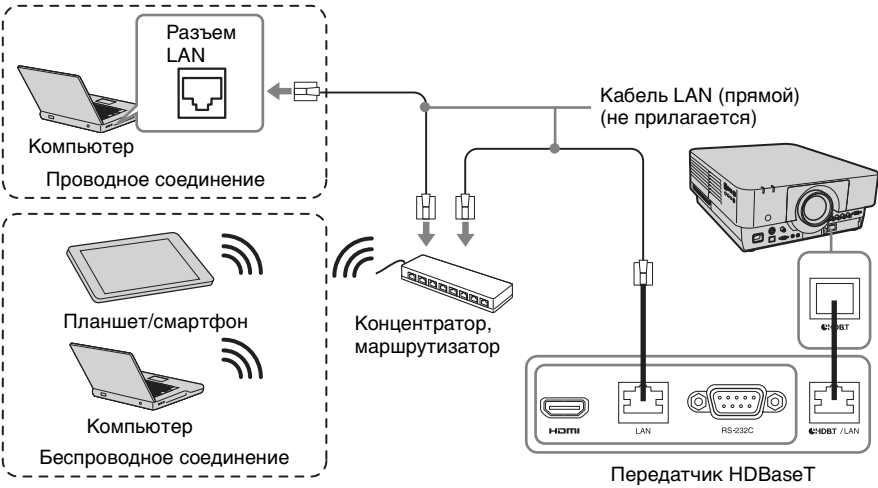 Разъем
LAN
Компьютер
Проводное соединение
Кабель LAN (прямой)
(не прилагается)
Планшет/смартфон
Компьютер
Беспроводное соединение
Концентратор,
маршрутизатор
HDBT
HDMI
LAN
RS-232C
HDBT / LAN
Передатчик HDBaseT